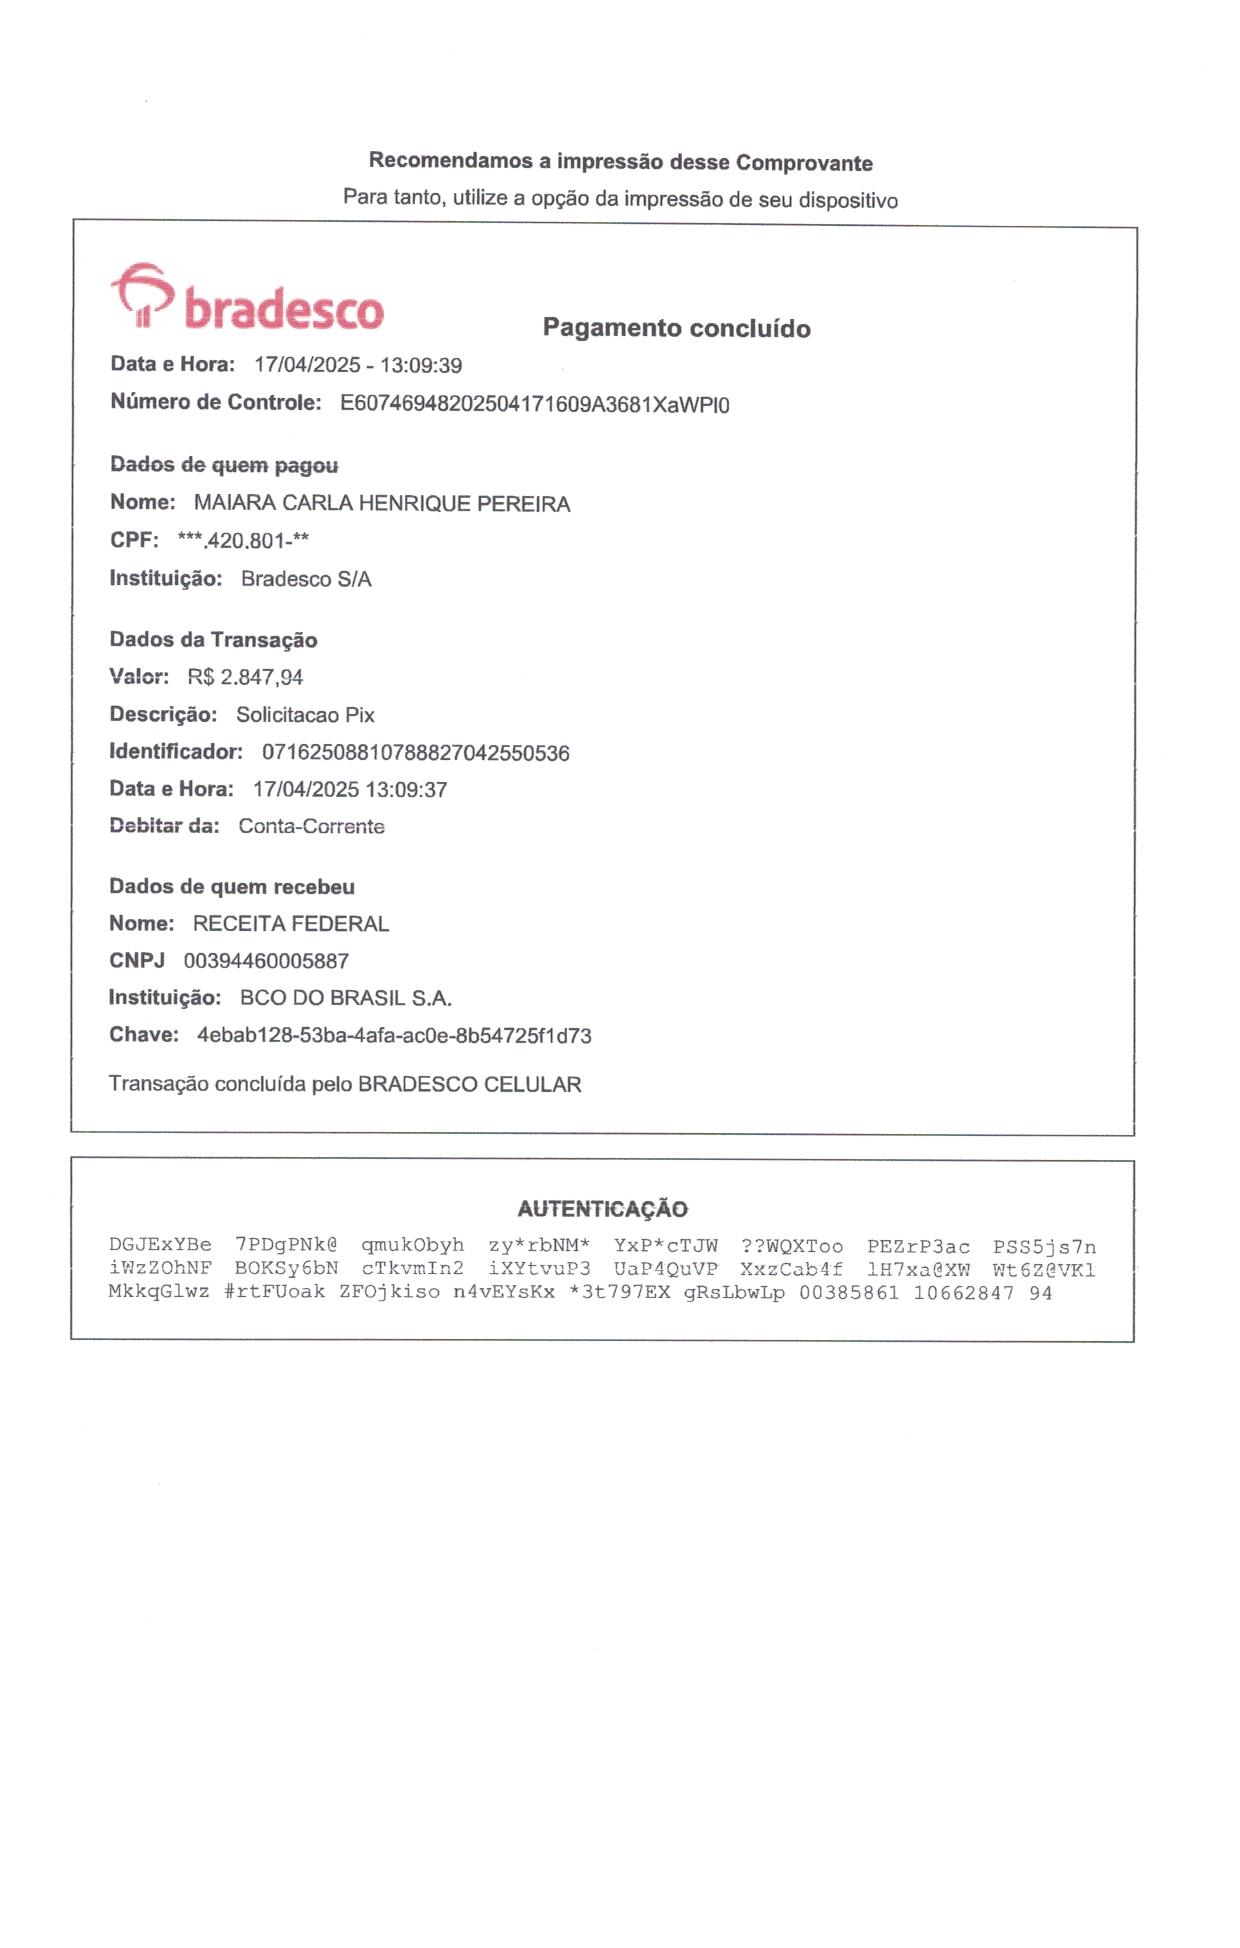 Recomendamos a impressão desse Comprovante
Para tanto, utilize a opção da impressão de seu dispositivo
bradesco
Pagamento concluído
Data e Hora: 17/04/2025 - 13:09:39
Número de Controle: E60746948202504171609A3681XaWPI0
Dados de quem pagou
Nome: MAIARA CARLA HENRIQUE PEREIRA
CPF: ***.420.801-**
Instituição: Bradesco S/A
Dados da Transação
Valor: R$ 2.847,94
Descrição: Solicitacao Pix
Identificador: 07162508810788827042550536
Data e Hora: 17/04/2025 13:09:37
Debitar da: Conta-Corrente
Dados de quem recebeu
Nome: RECEITA FEDERAL
CNPJ 00394460005887
Instituição: BCO DO BRASIL S.A.
Chave: 4ebab128-53ba-4afa-ac0e-8b54725f1d73
Transação concluída pelo BRADESCO CELULAR
AUTENTICAÇÃO
DGJExYBe 7PDgPNk@ qmukObyh zy*rbNM* YxP*cTJW ??WQXToo PEZrP3ac PSS5js7n
iWzZOhNF BOKSy6bN cTkvmIn2 iXYtvuP3 UaP4QuVP XxzCab4f lH7xa@XW Wt6Z@VKl
MkkqGlwz #rtFUoak ZFOjkiso n4vEYsKx *3t797EX gRsLbwLp 00385861 10662847 94